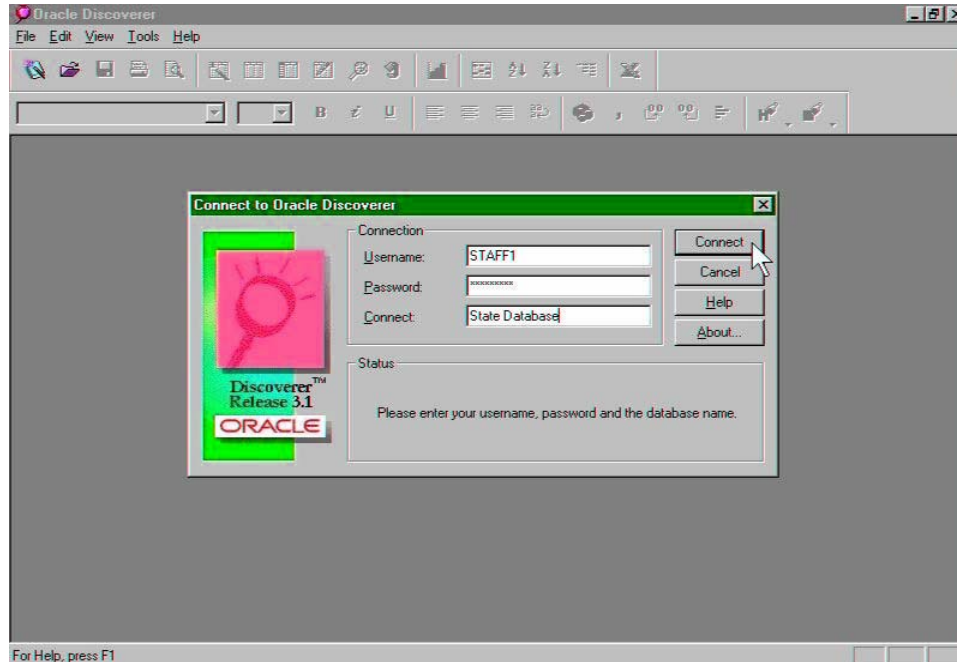 Oracle Discoverer
File Edit View Tools Help
B i U
Connect to Oracle Discoverer
Connection
Username: STAFF1
Password: *********
Connect: State Database
Connect
Cancel
Help
About...
Discoverer™
Release 3.1
ORACLE
Status
Please enter your username, password and the database name.
For Help, press F1